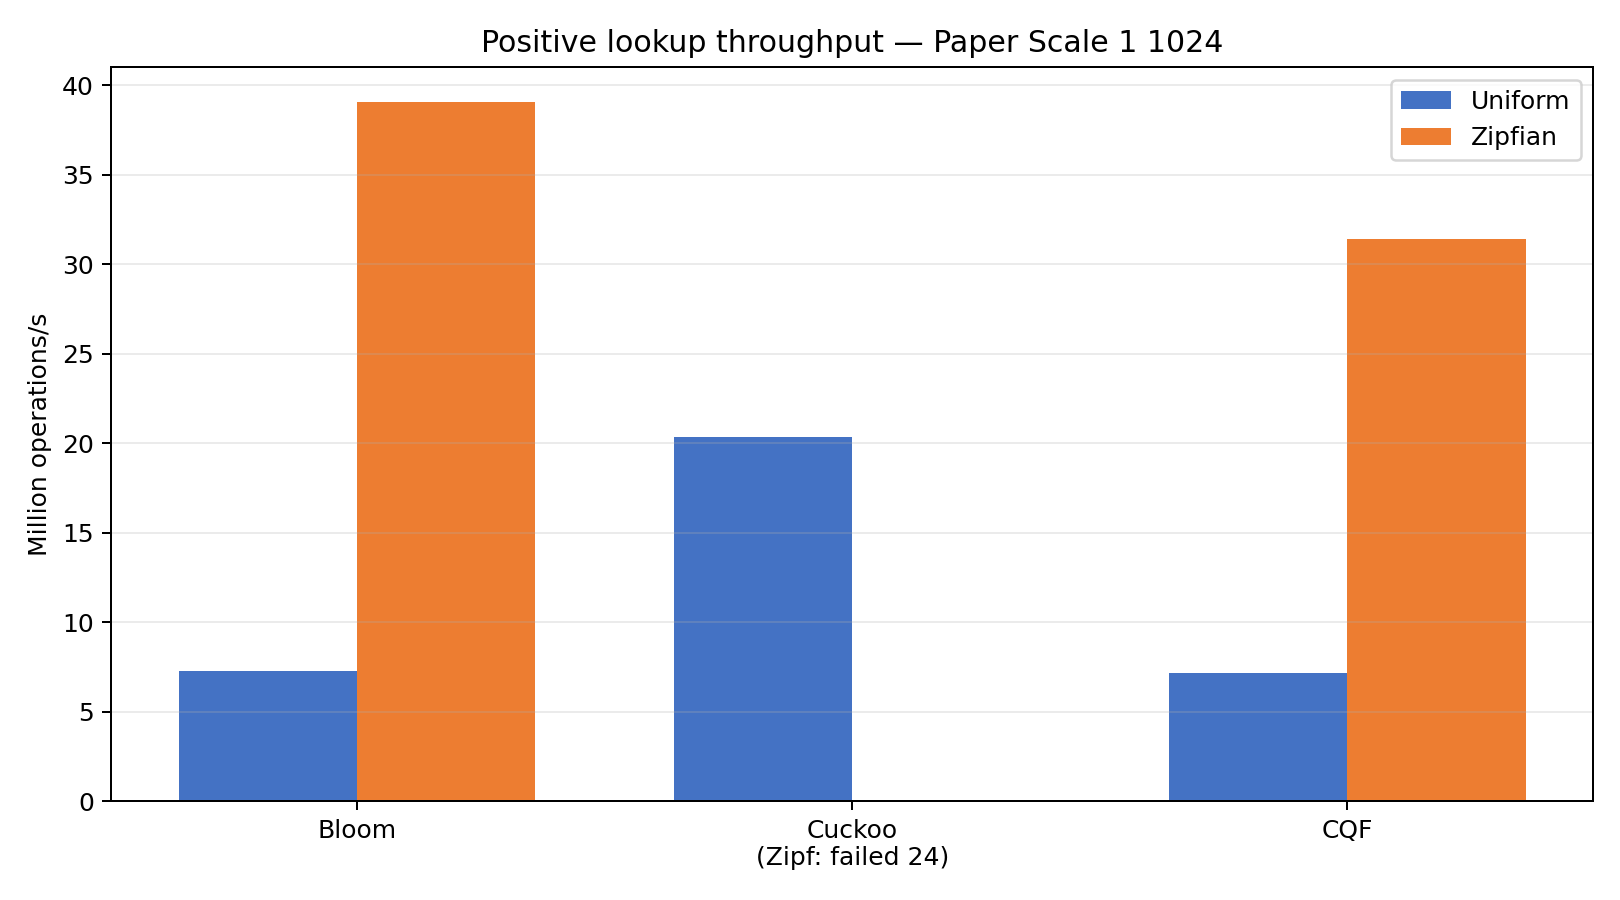 Positive lookup throughput — Paper Scale 1 1024
Uniform
Zipfian
Million operations/s
40
35
30
25
20
15
10
5
0
Bloom
Cuckoo
(Zipf: failed 24)
CQF